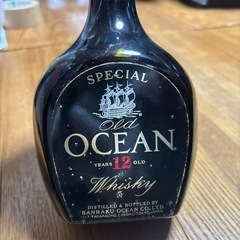 SPECIAL
Old
OCEAN
YEARS 12 OLD
Whisky
DISTILLED & BOTTLED BY
SANRAKU OCEAN CO., LTD.